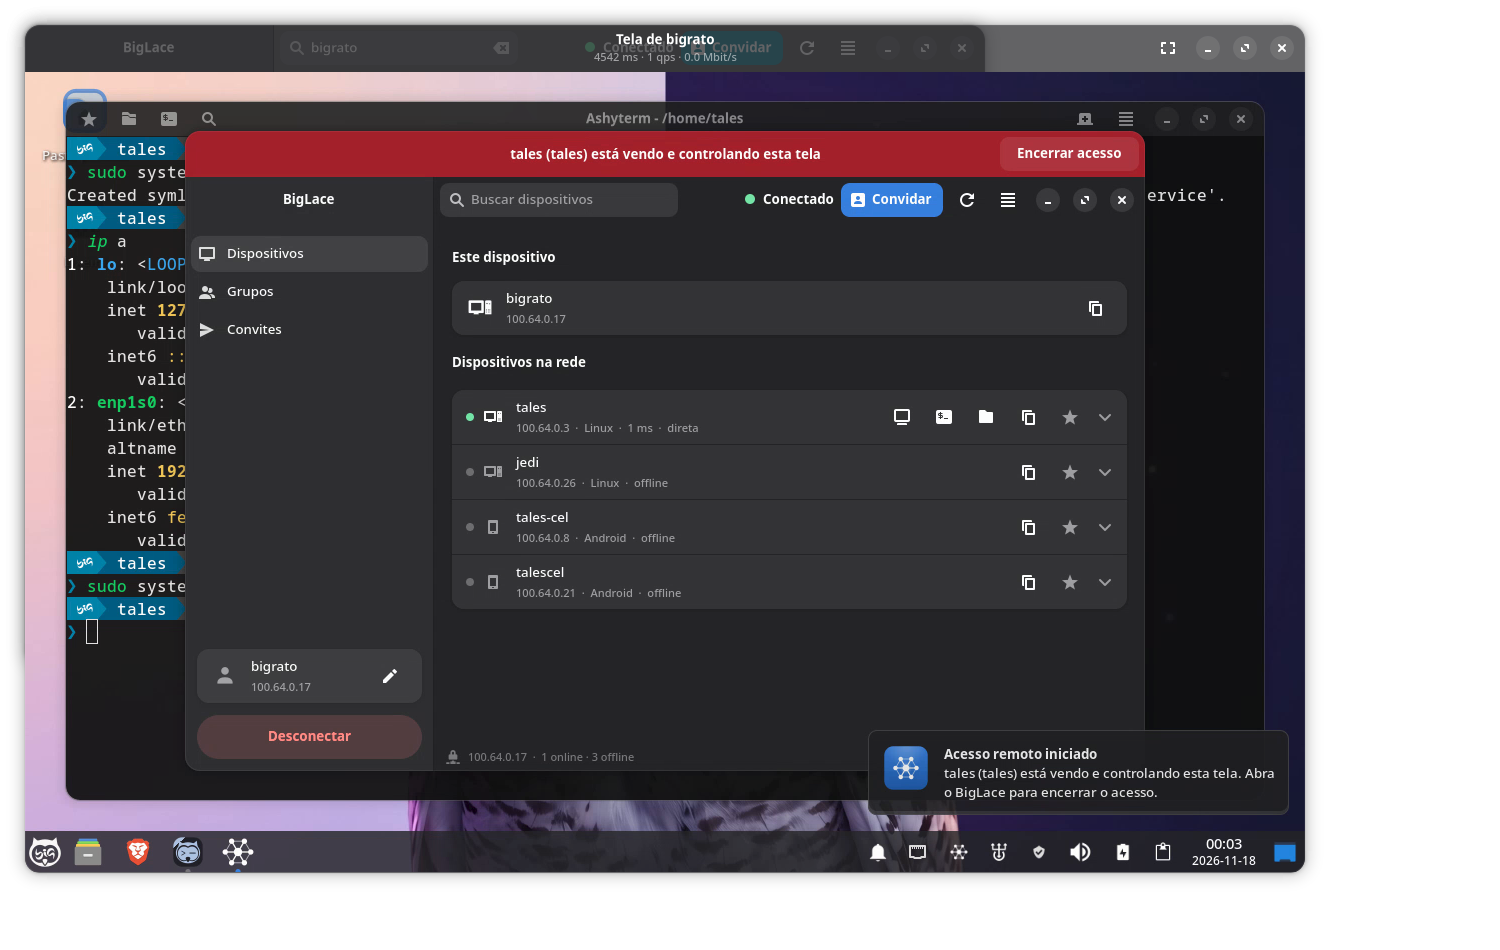 BigLace
bigrato
Conectado
Convidar
Tela de bigrato
4542 ms · 1 qps · 0.0 Mbit/s
Pas
Ashyterm - /home/tales
tales
❯ sudo syste
Created syml
ervice'.
tales
❯ ip a
1: lo: <LOOP
link/loo
inet 127
valid
inet6 ::
valid
2: enp1s0: <
link/eth
altname
inet 192
valid
inet6 fe
valid
tales
❯ sudo syste
tales
❯
tales (tales) está vendo e controlando esta tela
Encerrar acesso
BigLace
Buscar dispositivos
Conectado
Convidar
Dispositivos
Grupos
Convites
Este dispositivo
bigrato
100.64.0.17
Dispositivos na rede
tales
100.64.0.3 · Linux · 1 ms · direta
jedi
100.64.0.26 · Linux · offline
tales-cel
100.64.0.8 · Android · offline
talescel
100.64.0.21 · Android · offline
bigrato
100.64.0.17
Desconectar
100.64.0.17 · 1 online · 3 offline
Acesso remoto iniciado
tales (tales) está vendo e controlando esta tela. Abra
o BigLace para encerrar o acesso.
big
00:03
2026-11-18